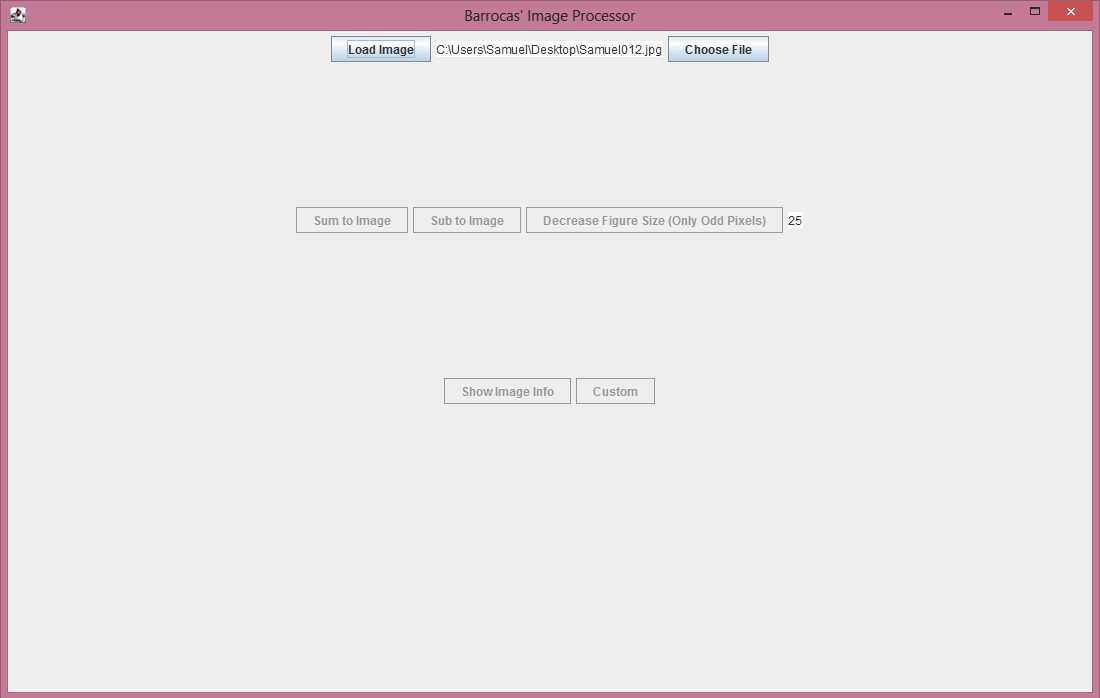 Barrocas' Image Processor
Load Image C:\Users\Samuel\Desktop\Samuel012.jpg Choose File
Sum to Image Sub to Image Decrease Figure Size (Only Odd Pixels) 25
Show Image Info Custom